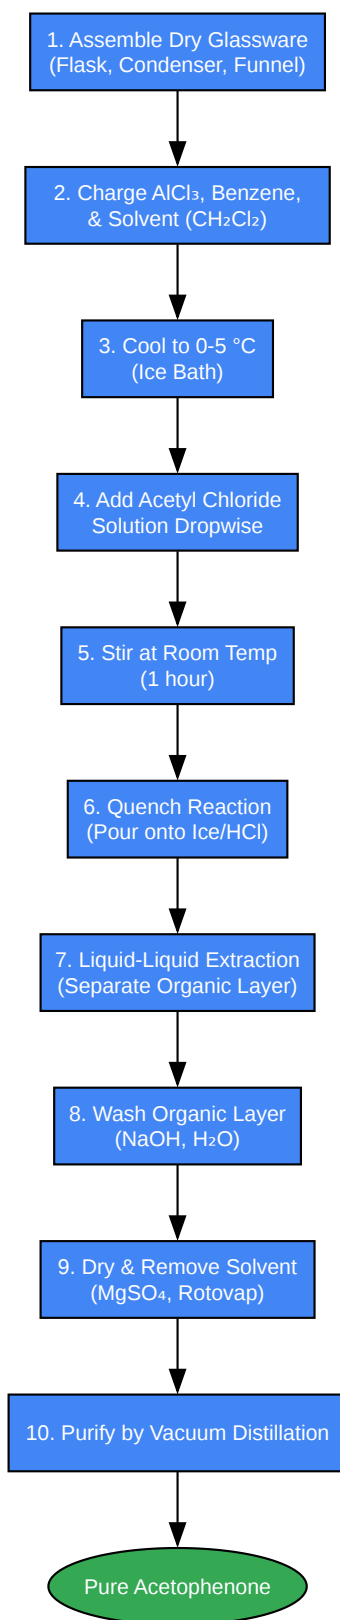 1. Assemble Dry Glassware
(Flask, Condenser, Funnel)
2. Charge AlCl₃, Benzene,
& Solvent (CH₂Cl₂)
3. Cool to 0-5 °C
(Ice Bath)
4. Add Acetyl Chloride
Solution Dropwise
5. Stir at Room Temp
(1 hour)
6. Quench Reaction
(Pour onto Ice/HCl)
7. Liquid-Liquid Extraction
(Separate Organic Layer)
8. Wash Organic Layer
(NaOH, H₂O)
9. Dry & Remove Solvent
(MgSO₄, Rotovap)
10. Purify by Vacuum Distillation
Pure Acetophenone